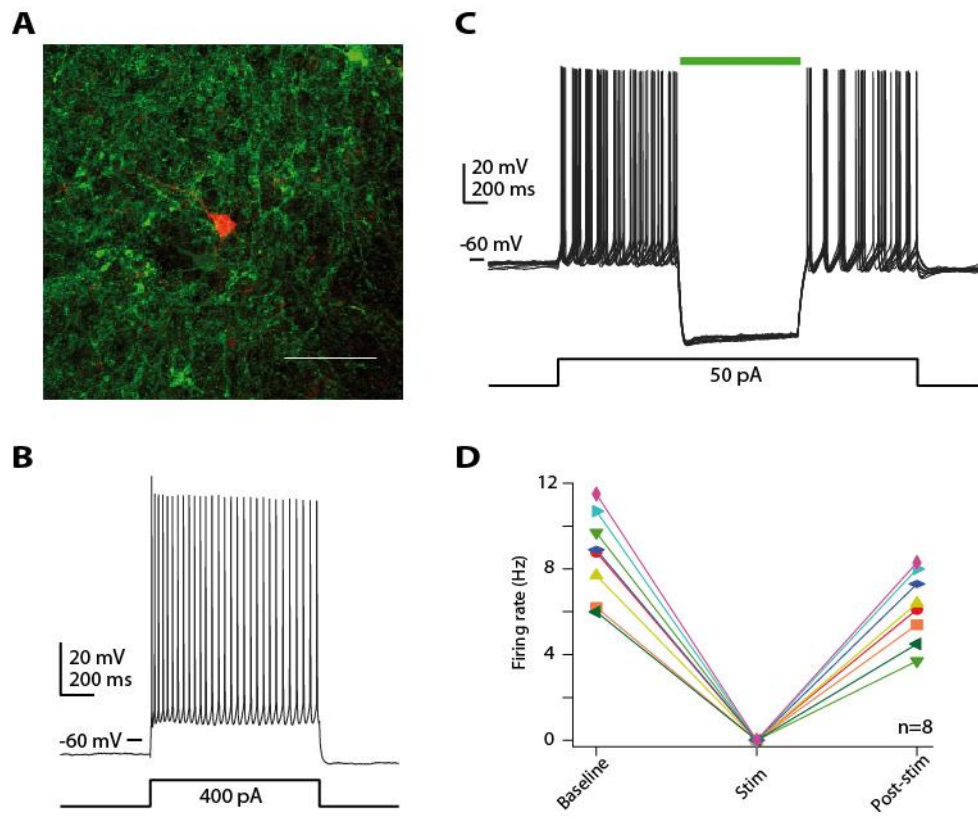 A
B
20 mV
200 ms
-60 mV
400 pA
C
20 mV
200 ms
-60 mV
50 pA
D
12
8
4
0
Firing rate (Hz)
n=8
Baseline
Stim
Post-stim